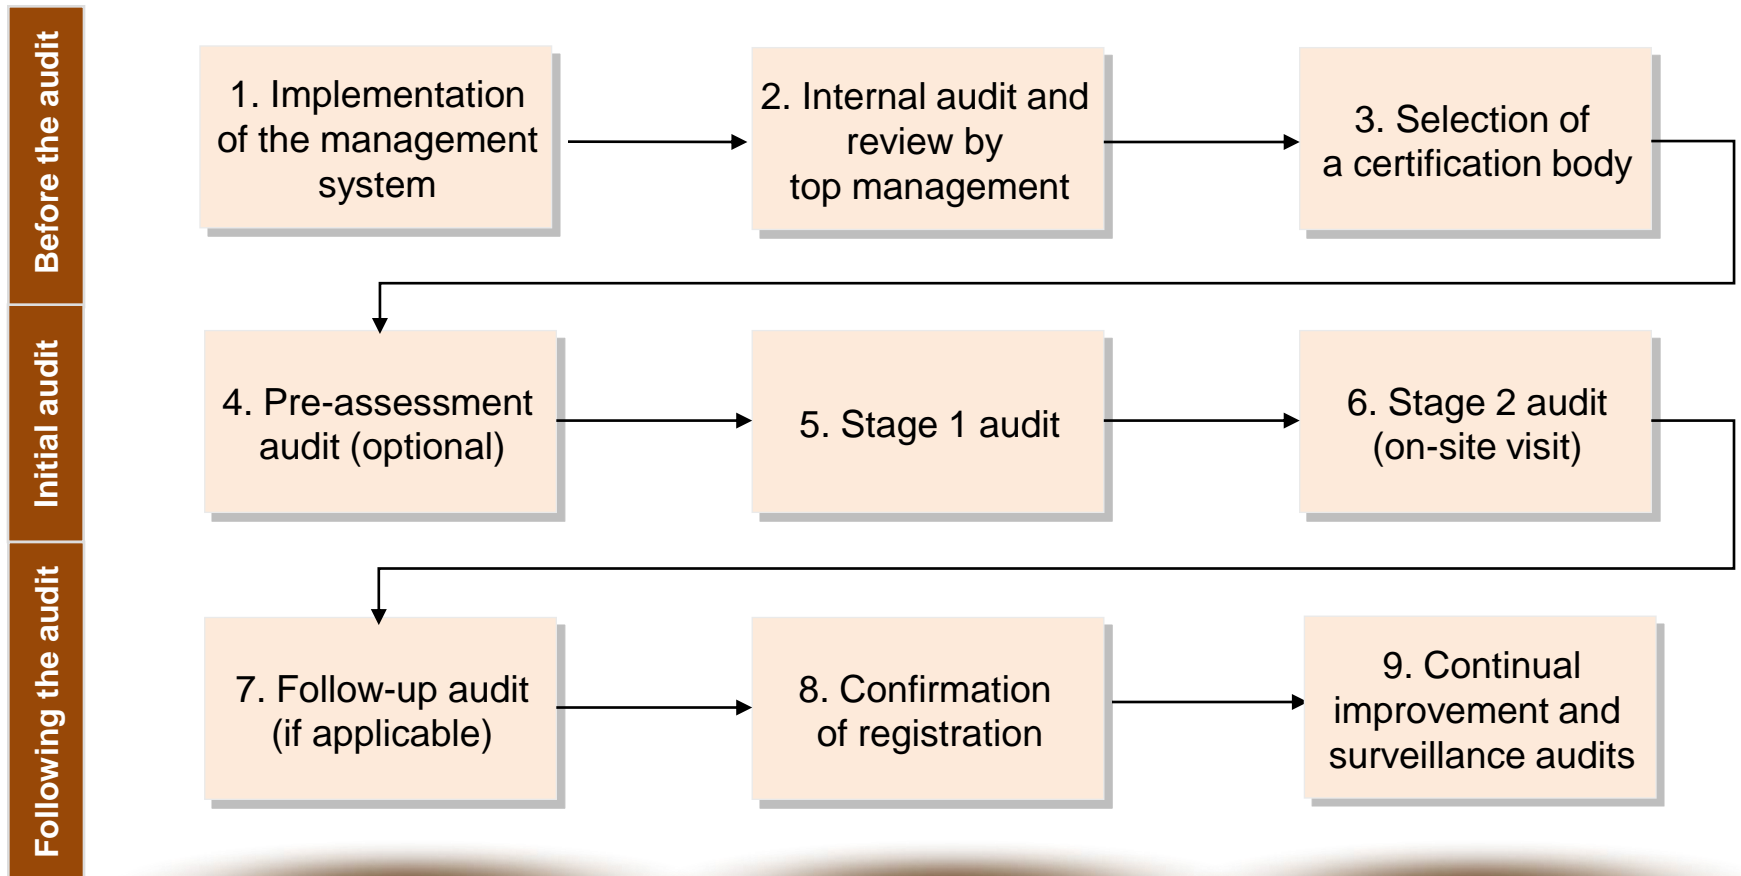 Before the audit
1. Implementation
of the management
system
2. Internal audit and
review by
top management
3. Selection of
a certification body
Initial audit
4. Pre-assessment
audit (optional)
5. Stage 1 audit
6. Stage 2 audit
(on-site visit)
Following the audit
7. Follow-up audit
(if applicable)
8. Confirmation
of registration
9. Continual
improvement and
surveillance audits